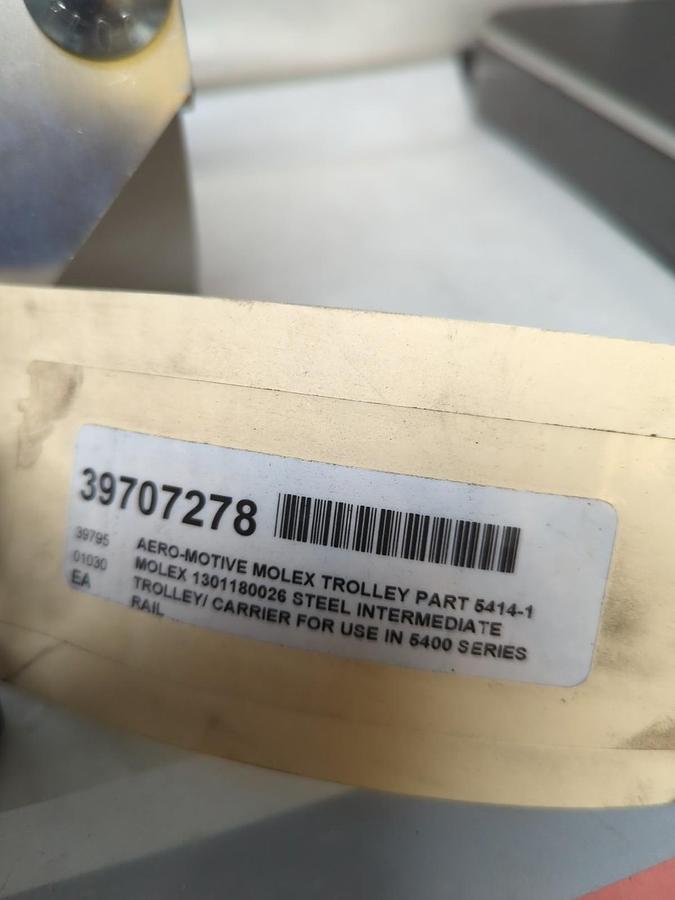 39707278
39795
01030
EA
AERO-MOTIVE MOLEX TROLLEY PART 5414-1
MOLEX 1301180026 STEEL INTERMEDIATE
TROLLEY/ CARRIER FOR USE IN 5400 SERIES
RAIL